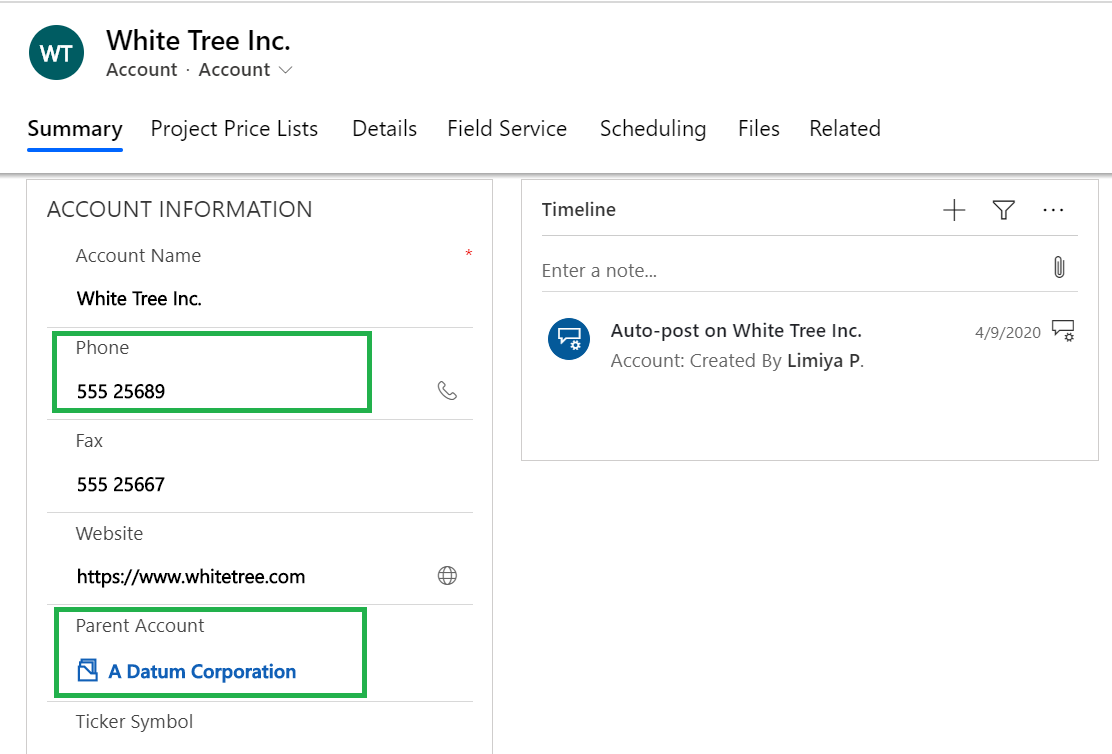 WT
White Tree Inc.
Account · Account
Summary Project Price Lists Details Field Service Scheduling Files Related
ACCOUNT INFORMATION
Account Name *
White Tree Inc.
Phone
555 25689
Fax
555 25667
Website
https://www.whitetree.com
Parent Account
A Datum Corporation
Ticker Symbol
Timeline
Enter a note...
Auto-post on White Tree Inc. 4/9/2020
Account: Created By Limiya P.